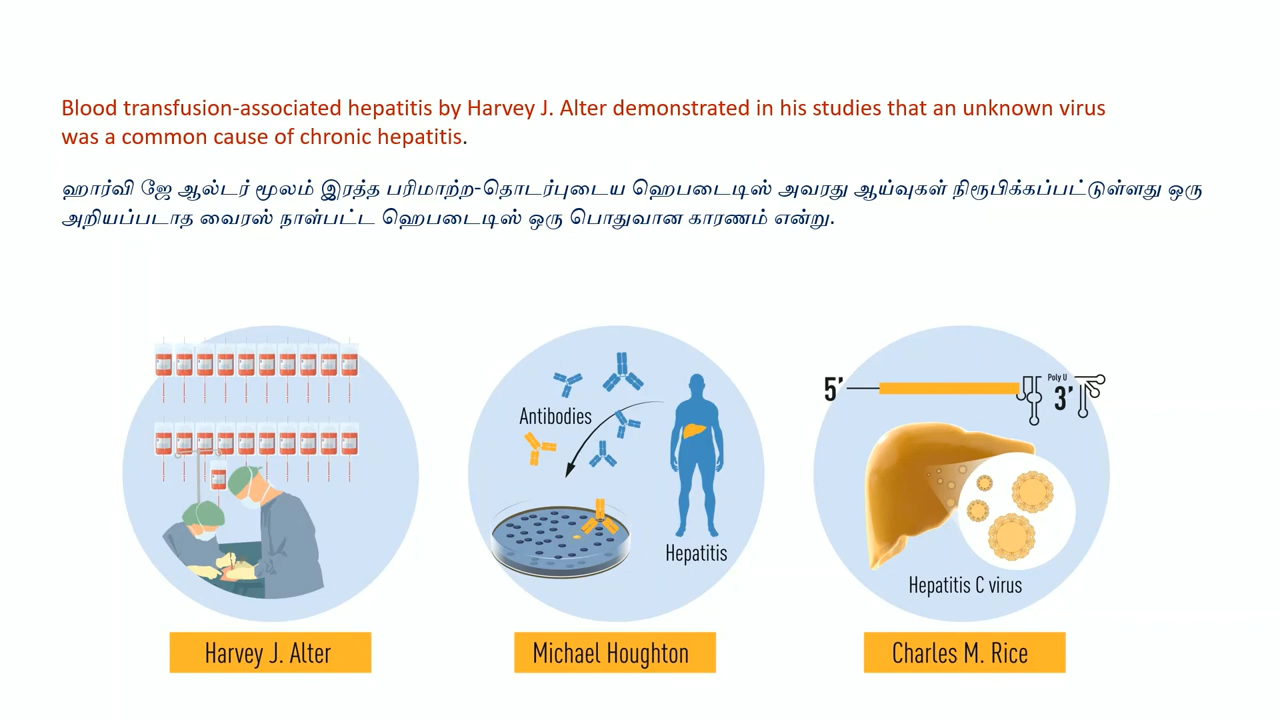 Blood transfusion-associated hepatitis by Harvey J. Alter demonstrated in his studies that an unknown virus
was a common cause of chronic hepatitis.
ஹார்வி ஜே ஆல்டர் மூலம் இரத்த பரிமாற்ற-தொடர்புடைய ஹெபடைடிஸ் அவரது ஆய்வுகள் நிரூபிக்கப்பட்டுள்ளது ஒரு
அறியப்படாத வைரஸ் நாள்பட்ட ஹெபடைடிஸ் ஒரு பொதுவான காரணம் என்று.
Antibodies
Hepatitis
5' Poly U 3'
Hepatitis C virus
Harvey J. Alter
Michael Houghton
Charles M. Rice